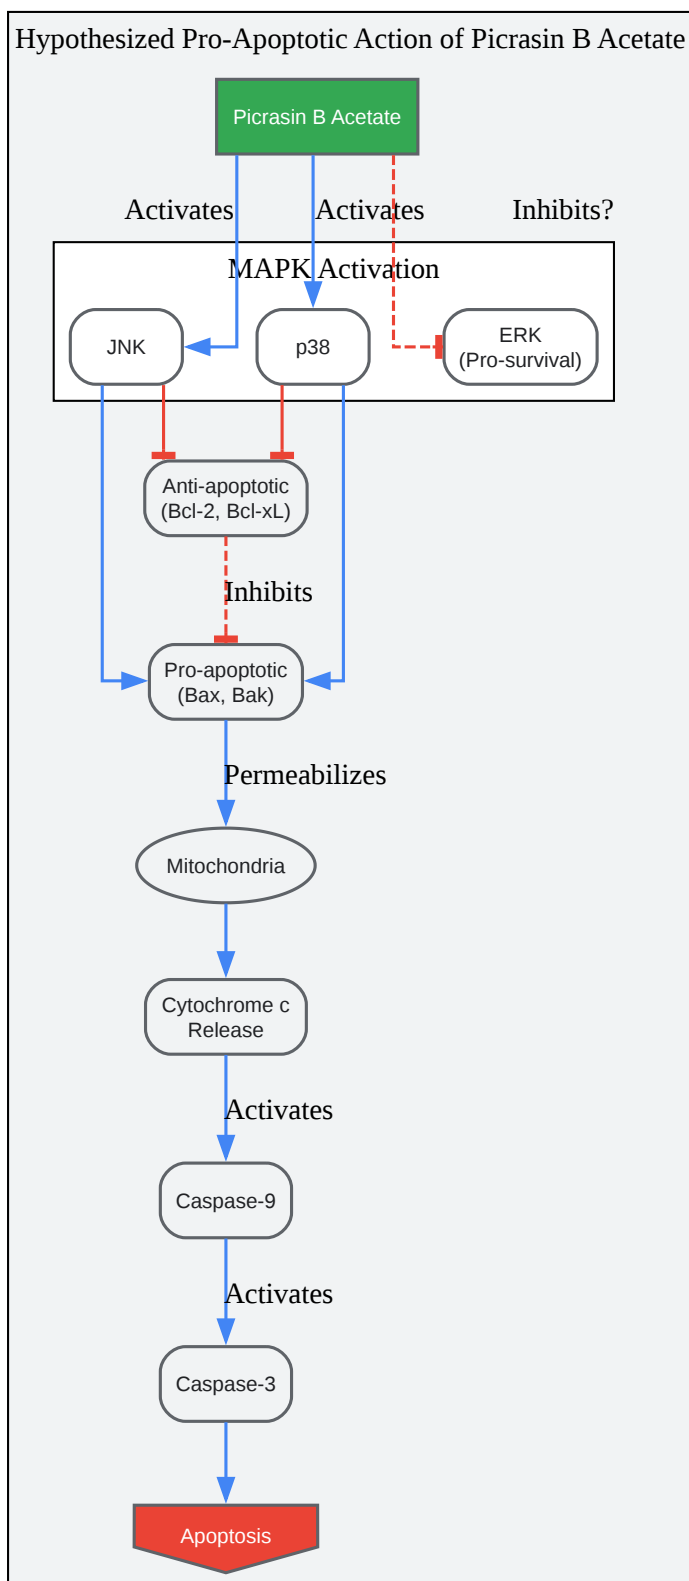 Hypothesized Pro-Apoptotic Action of Picrasin B Acetate
Picrasin B Acetate
Activates
Activates
Inhibits?
MAPK Activation
JNK
p38
ERK
(Pro-survival)
Anti-apoptotic
(Bcl-2, Bcl-xL)
Inhibits
Pro-apoptotic
(Bax, Bak)
Permeabilizes
Mitochondria
Cytochrome c
Release
Activates
Caspase-9
Activates
Caspase-3
Apoptosis